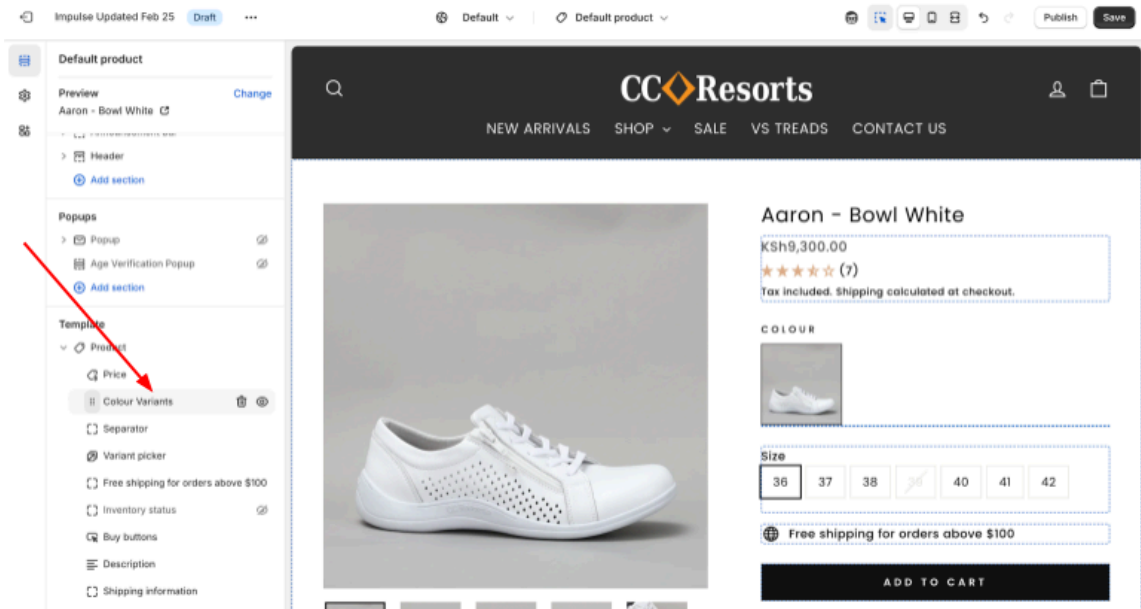 Impulse Updated Feb 25 Draft ...
Default
Default product
Publish
Save
Default product
Preview
Change
Aaron - Bowl White
Announcement Bar
Header
Add section
Popups
Popup
Age Verification Popup
Add section
Template
Product
Price
Colour Variants
Separator
Variant picker
Free shipping for orders above $100
Inventory status
Buy buttons
Description
Shipping information
CC Resorts
NEW ARRIVALS SHOP SALE VS TREADS CONTACT US
Aaron - Bowl White
KSh9,300.00
(7)
Tax included. Shipping calculated at checkout.
COLOUR
Size
36 37 38 39 40 41 42
Free shipping for orders above $100
ADD TO CART